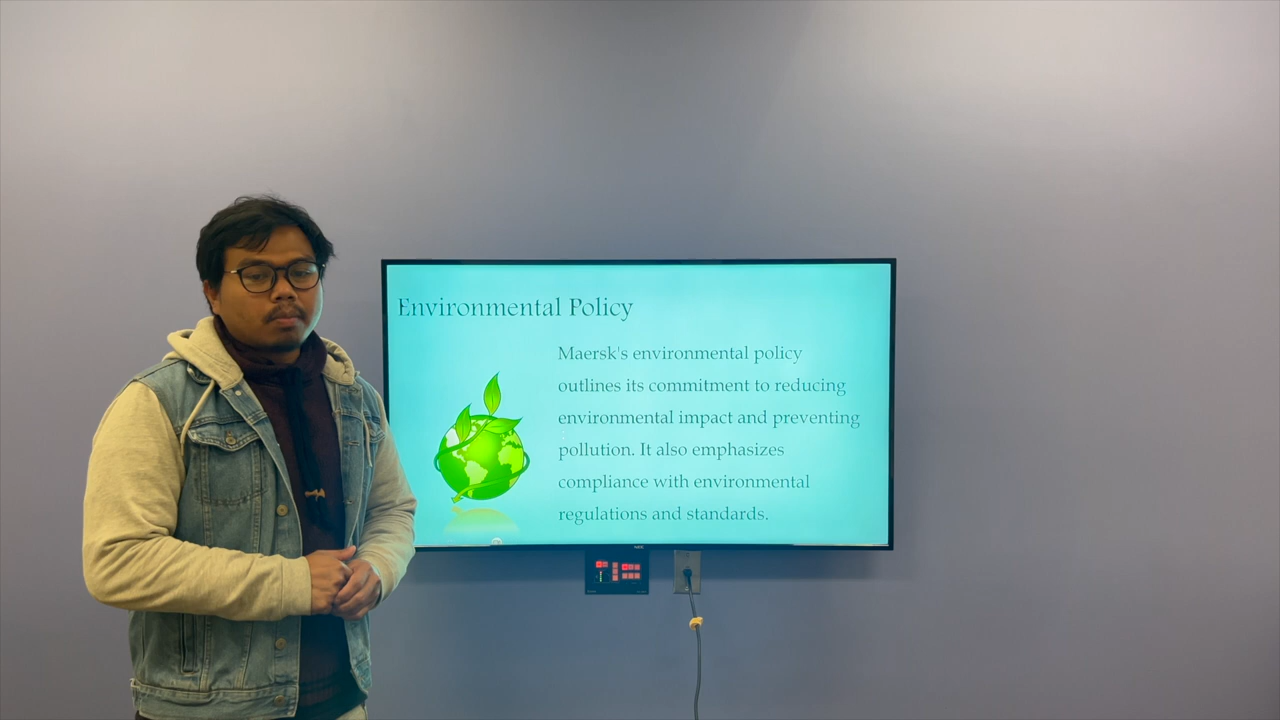 Environmental Policy
Maersk's environmental policy
outlines its commitment to reducing
environmental impact and preventing
pollution. It also emphasizes
compliance with environmental
regulations and standards.
NEC